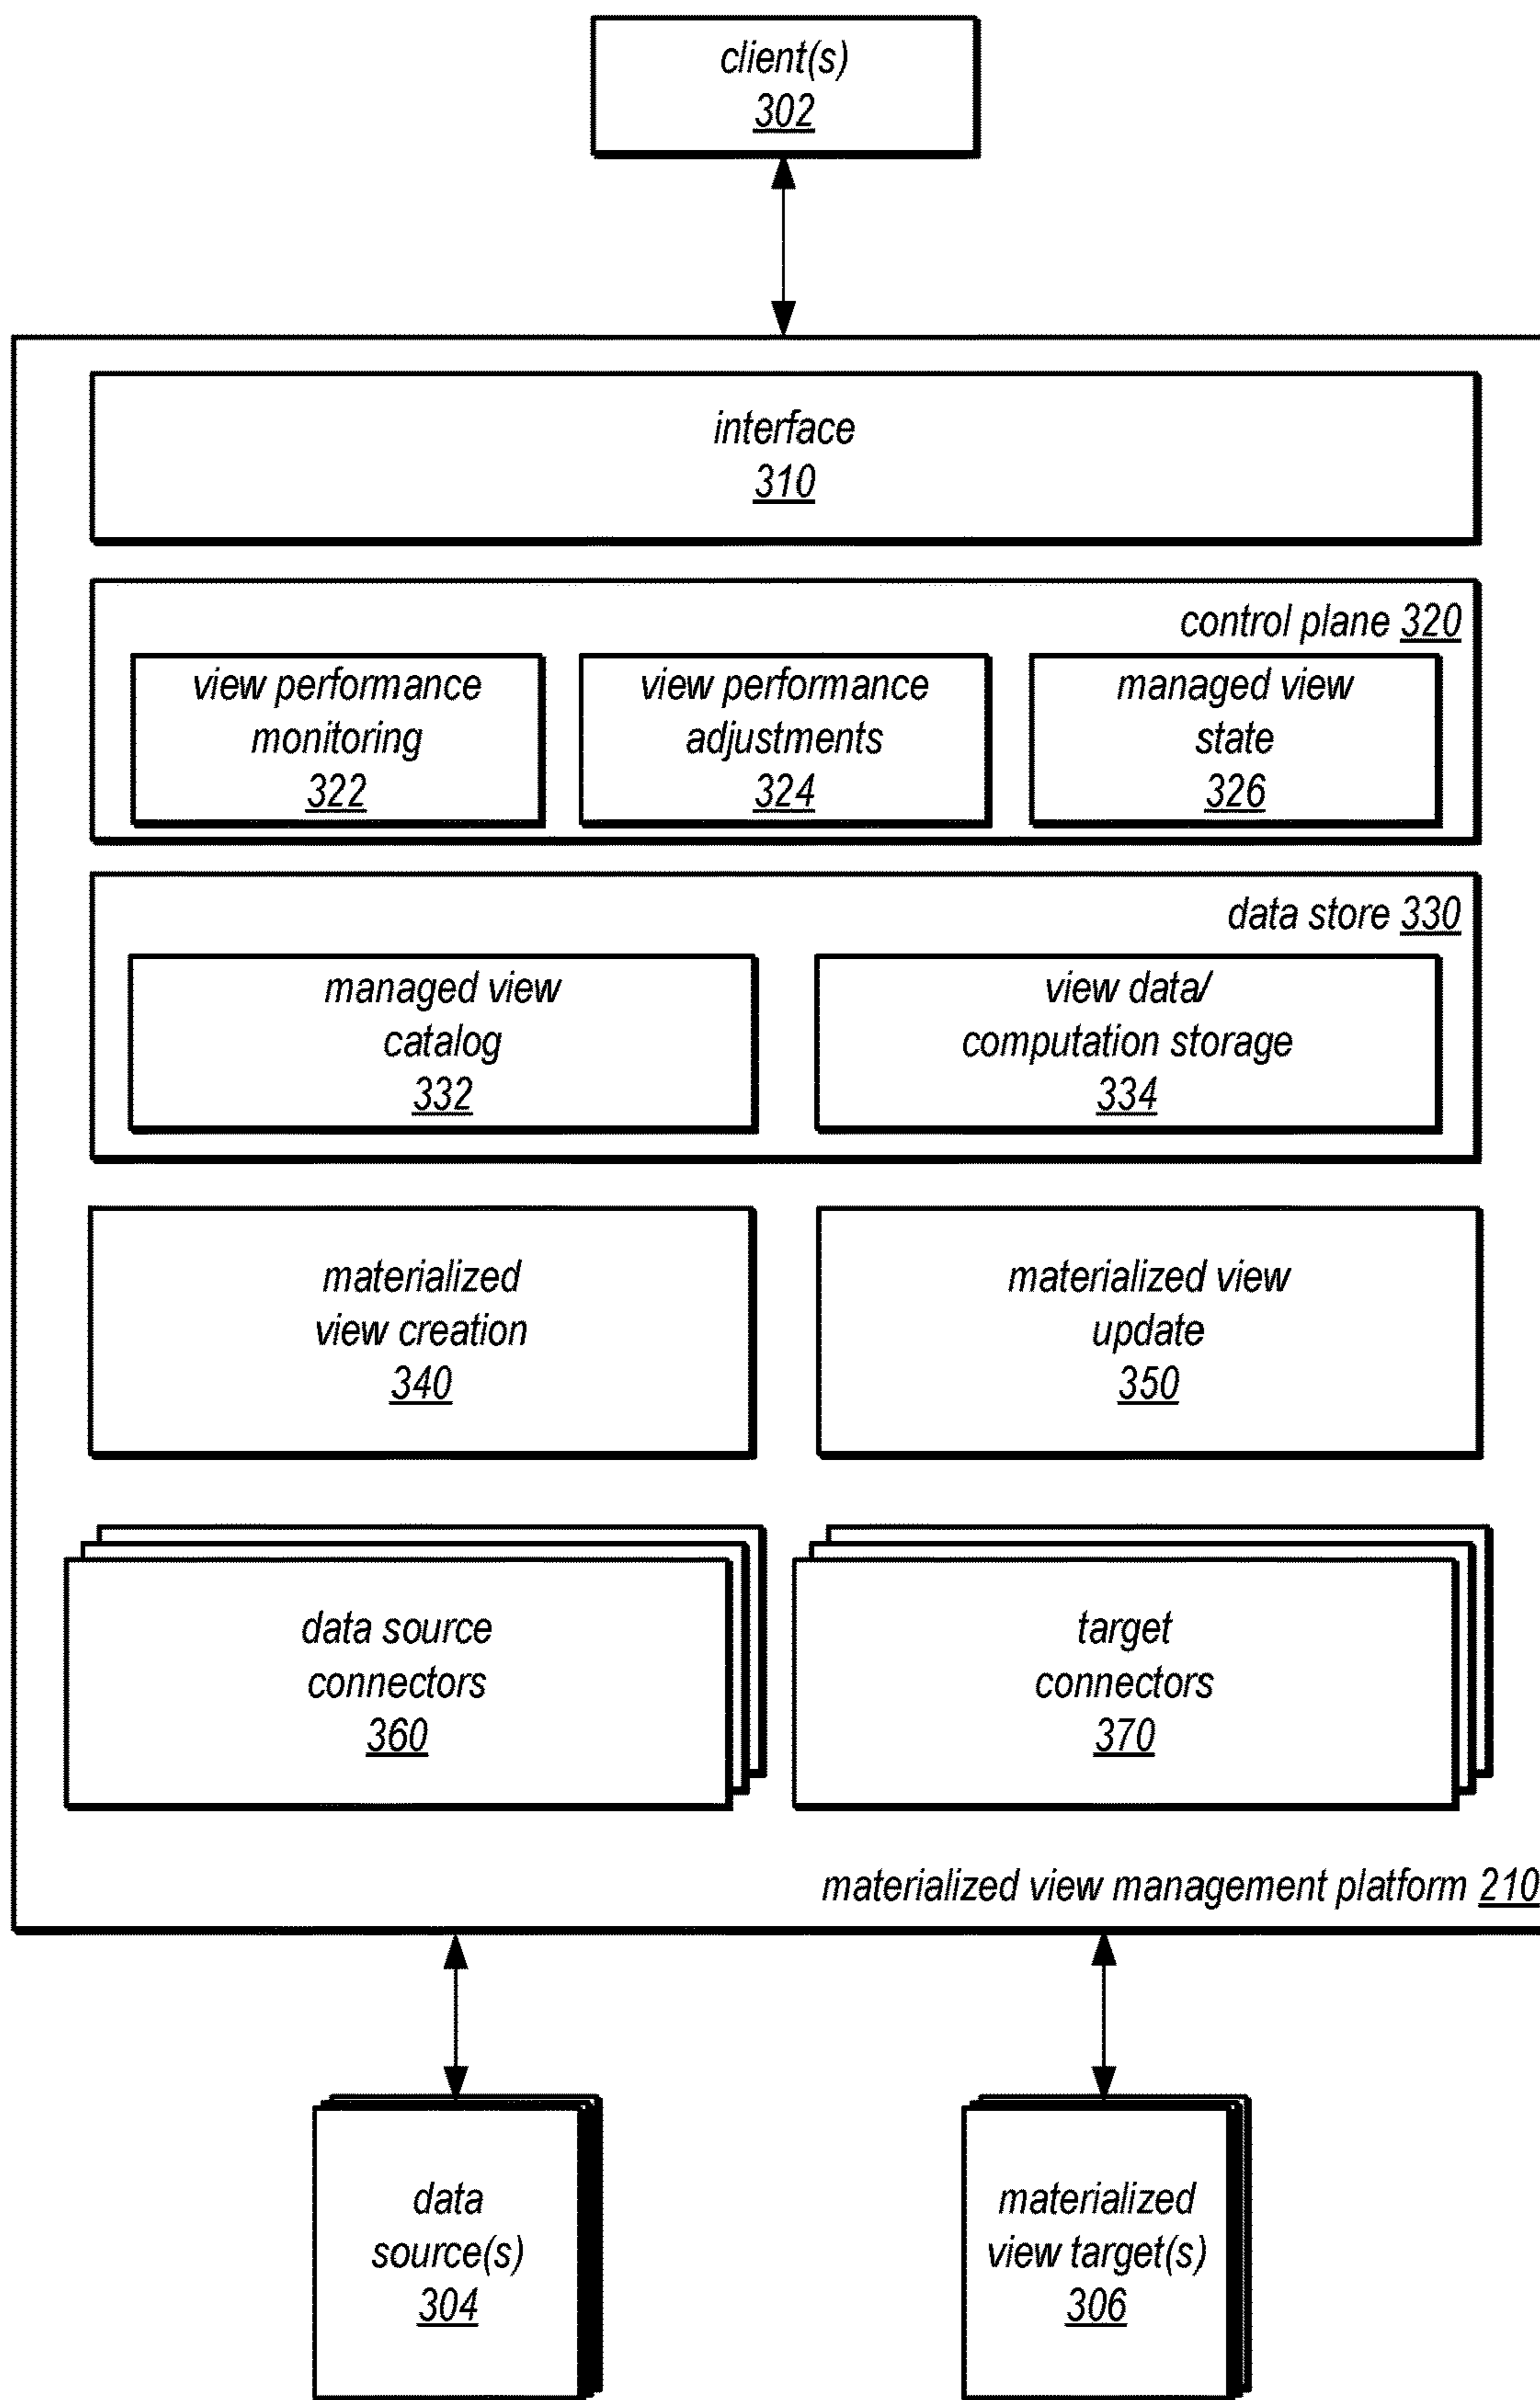 client(s)
302
interface
310
control plane 320
view performance
monitoring
322
view performance
adjustments
324
managed view
state
326
data store 330
managed view
catalog
332
view data/
computation storage
334
materialized
view creation
340
materialized view
update
350
data source
connectors
360
target
connectors
370
materialized view management platform 210
data
source(s)
304
materialized
view target(s)
306